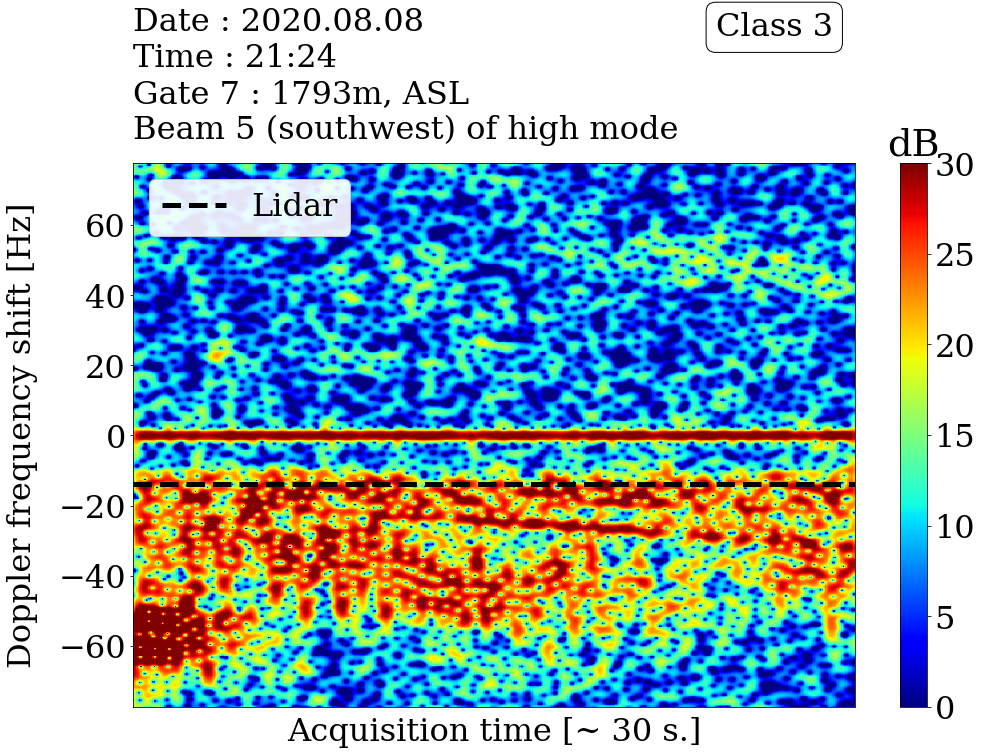 Date : 2020.08.08
Time : 21:24
Gate 7 : 1793m, ASL
Beam 5 (southwest) of high mode
Class 3
dB
Lidar
Doppler frequency shift [Hz]
60
40
20
0
−20
−40
−60
30
25
20
15
10
5
0
Acquisition time [~ 30 s.]